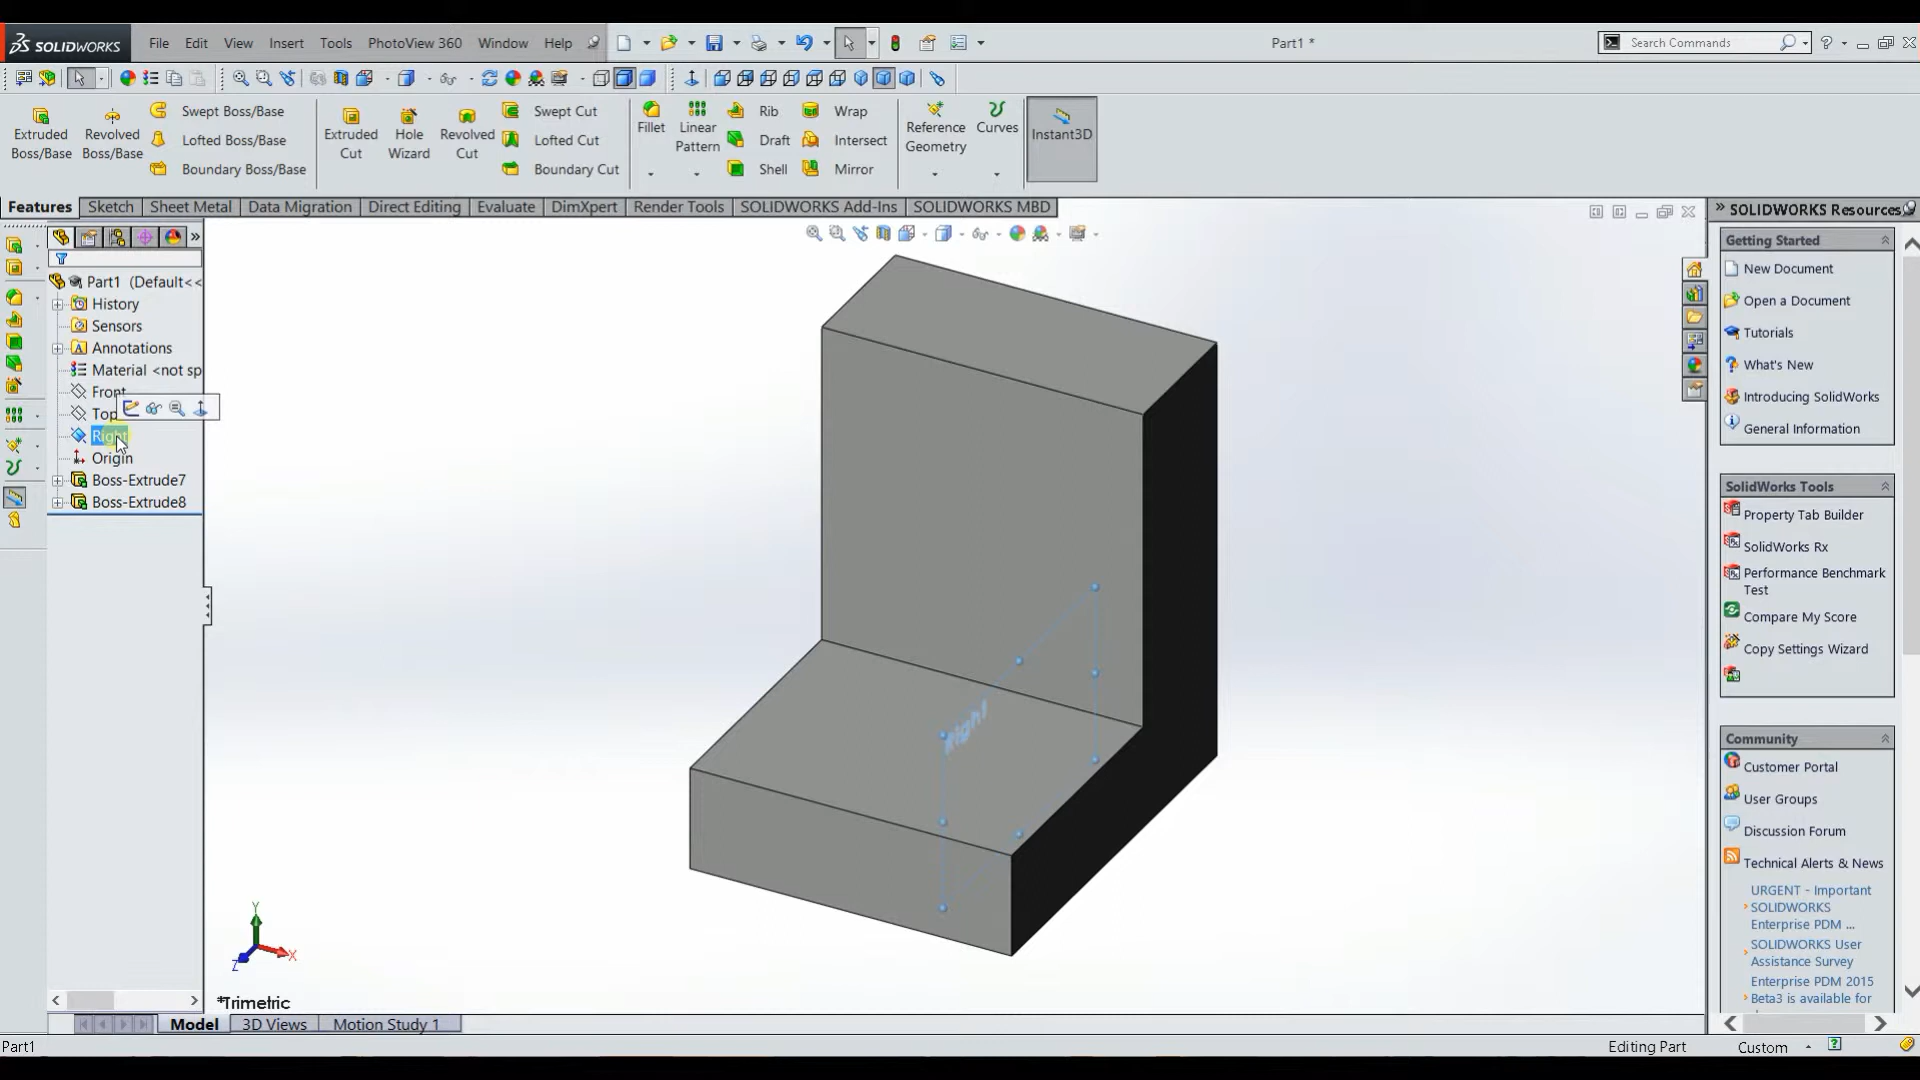 SOLIDWORKS File Edit View Insert Tools PhotoView 360 Window Help Part1 * Search Commands
Extruded Boss/Base
Revolved Boss/Base
Swept Boss/Base
Lofted Boss/Base
Boundary Boss/Base
Extruded Cut
Hole Wizard
Revolved Cut
Swept Cut
Lofted Cut
Boundary Cut
Fillet
Linear Pattern
Rib
Draft
Shell
Wrap
Intersect
Mirror
Reference Geometry
Curves
Instant3D
Features Sketch Sheet Metal Data Migration Direct Editing Evaluate DimXpert Render Tools SOLIDWORKS Add-Ins SOLIDWORKS MBD
Part1 (Default<<
History
Sensors
Annotations
Material <not sp
Front
Top
Right
Origin
Boss-Extrude7
Boss-Extrude8
Right
Y
X
Z
*Trimetric
Model 3D Views Motion Study 1
Part1
Editing Part Custom
SOLIDWORKS Resources
Getting Started
New Document
Open a Document
Tutorials
What's New
Introducing SolidWorks
General Information
SolidWorks Tools
Property Tab Builder
SolidWorks Rx
Performance Benchmark
Test
Compare My Score
Copy Settings Wizard
Community
Customer Portal
User Groups
Discussion Forum
Technical Alerts & News
URGENT - Important
SOLIDWORKS
Enterprise PDM ...
SOLIDWORKS User
Assistance Survey
Enterprise PDM 2015
Beta3 is available for